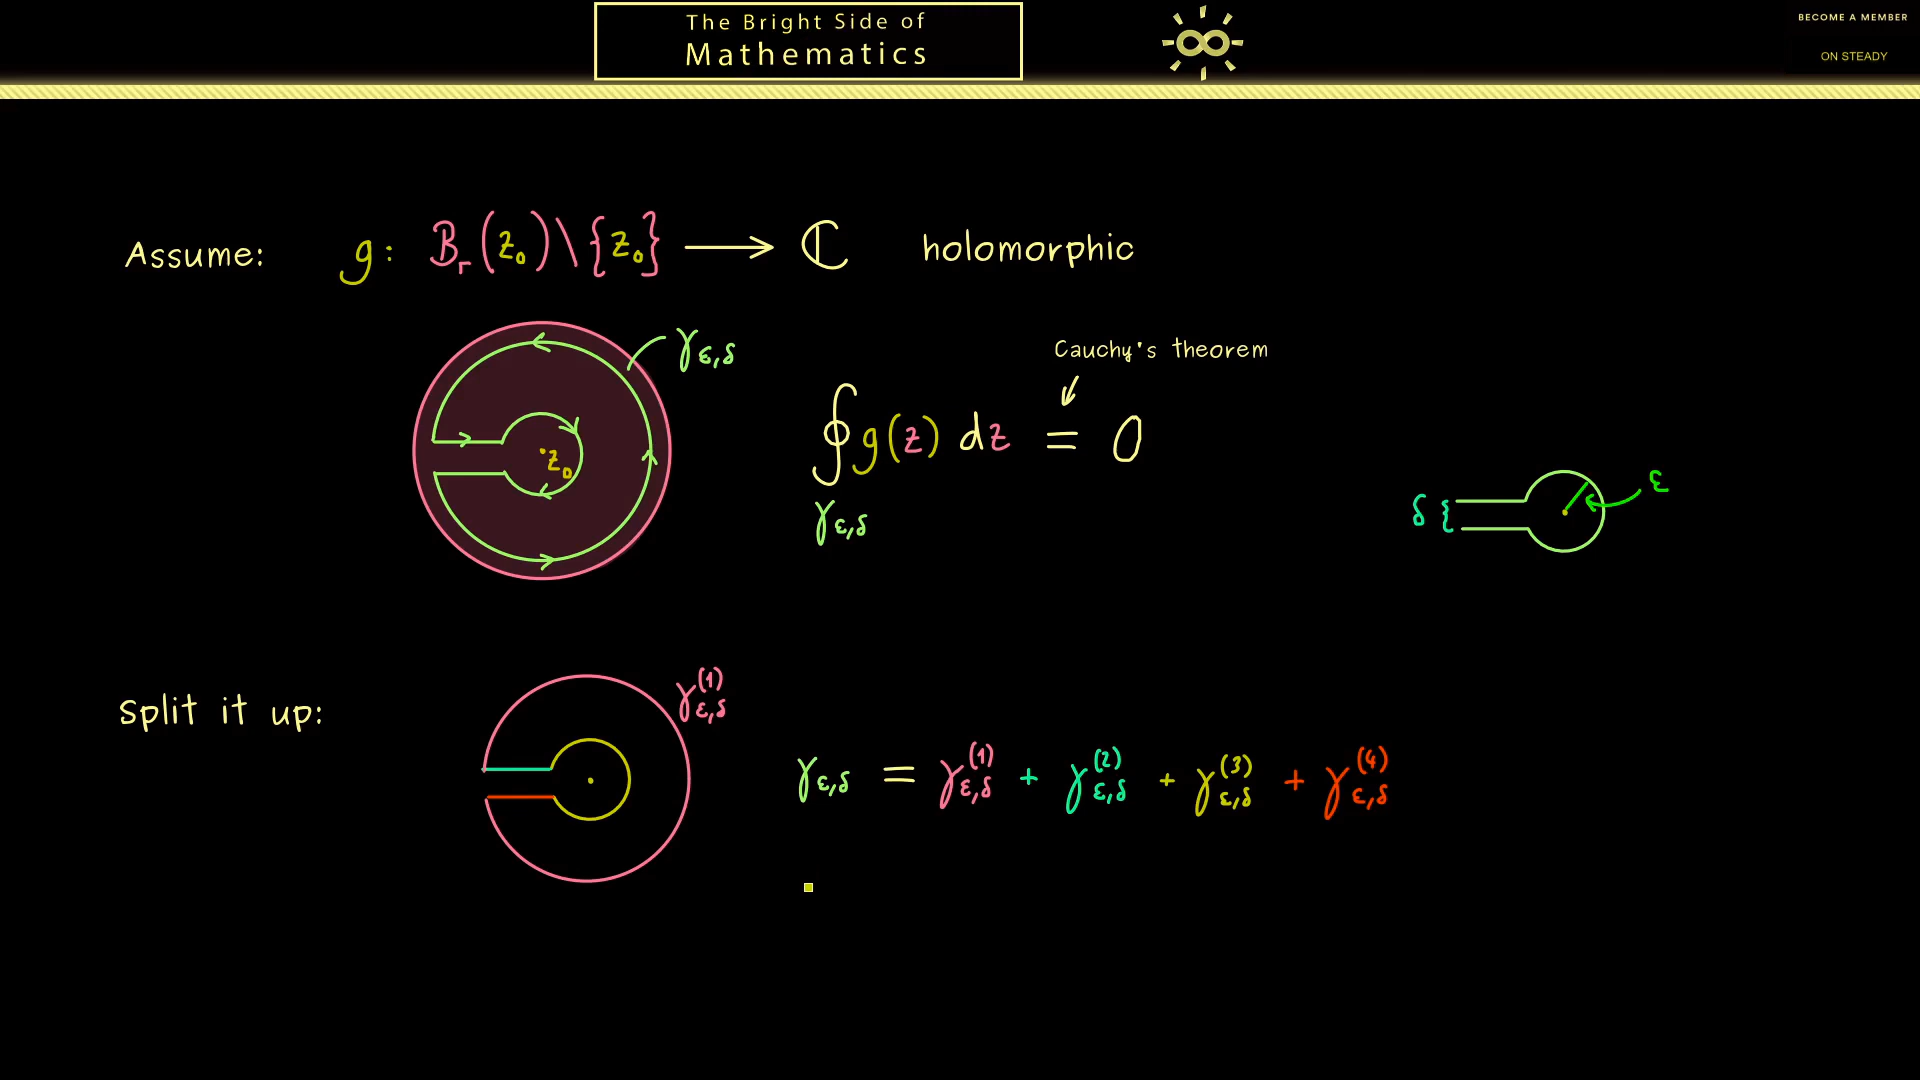 The Bright Side of
Mathematics
BECOME A MEMBER
ON STEADY
Assume: g: B_r(z_0)\{z_0} ⟶ ℂ holomorphic
γ_{ε,δ}
z_0
Cauchy's theorem
↓
∮ g(z) dz = 0
γ_{ε,δ}
δ { ε
Split it up:
γ^{(1)}_{ε,δ}
γ_{ε,δ} = γ^{(1)}_{ε,δ} + γ^{(2)}_{ε,δ} + γ^{(3)}_{ε,δ} + γ^{(4)}_{ε,δ}